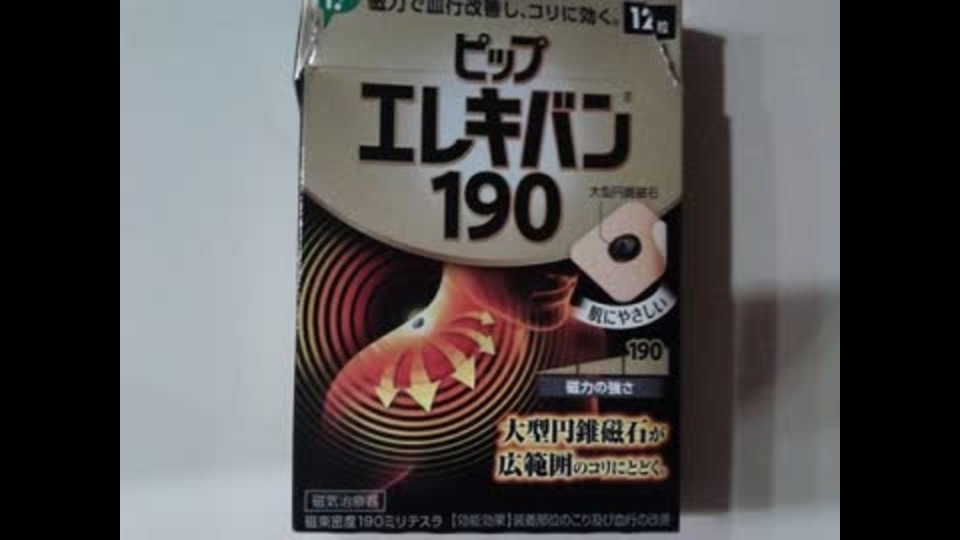 磁力で血行改善し、コリに効く。
12粒
ピップ
エレキバン
190
大型円錐磁石
肌にやさしい
190
磁力の強さ
大型円錐磁石が
広範囲のコリにとどく。
磁気治療器
磁束密度190ミリテスラ 【効能効果】装着部位のこり及び血行の改善